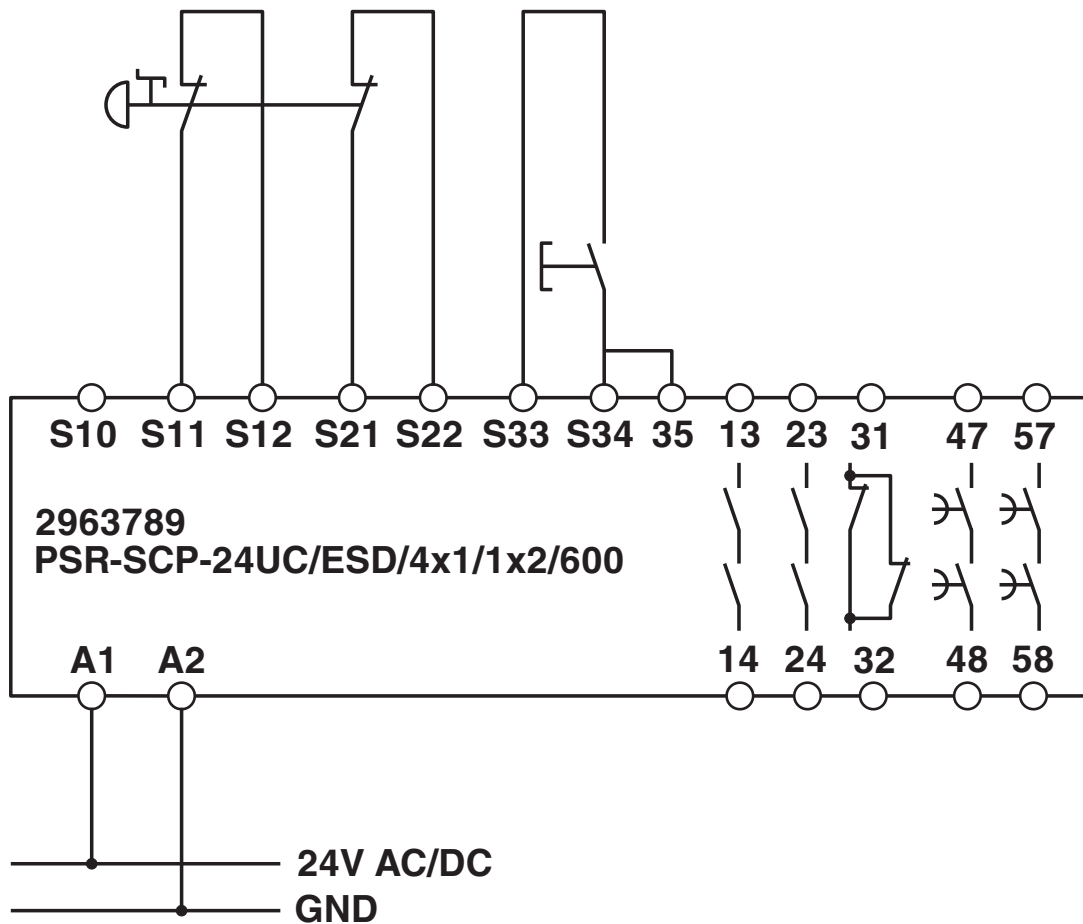 S10 S11 S12 S21 S22 S33 S34 35 13 23 31 47 57
2963789
PSR-SCP-24UC/ESD/4x1/1x2/600
A1 A2 14 24 32 48 58
24V AC/DC
GND